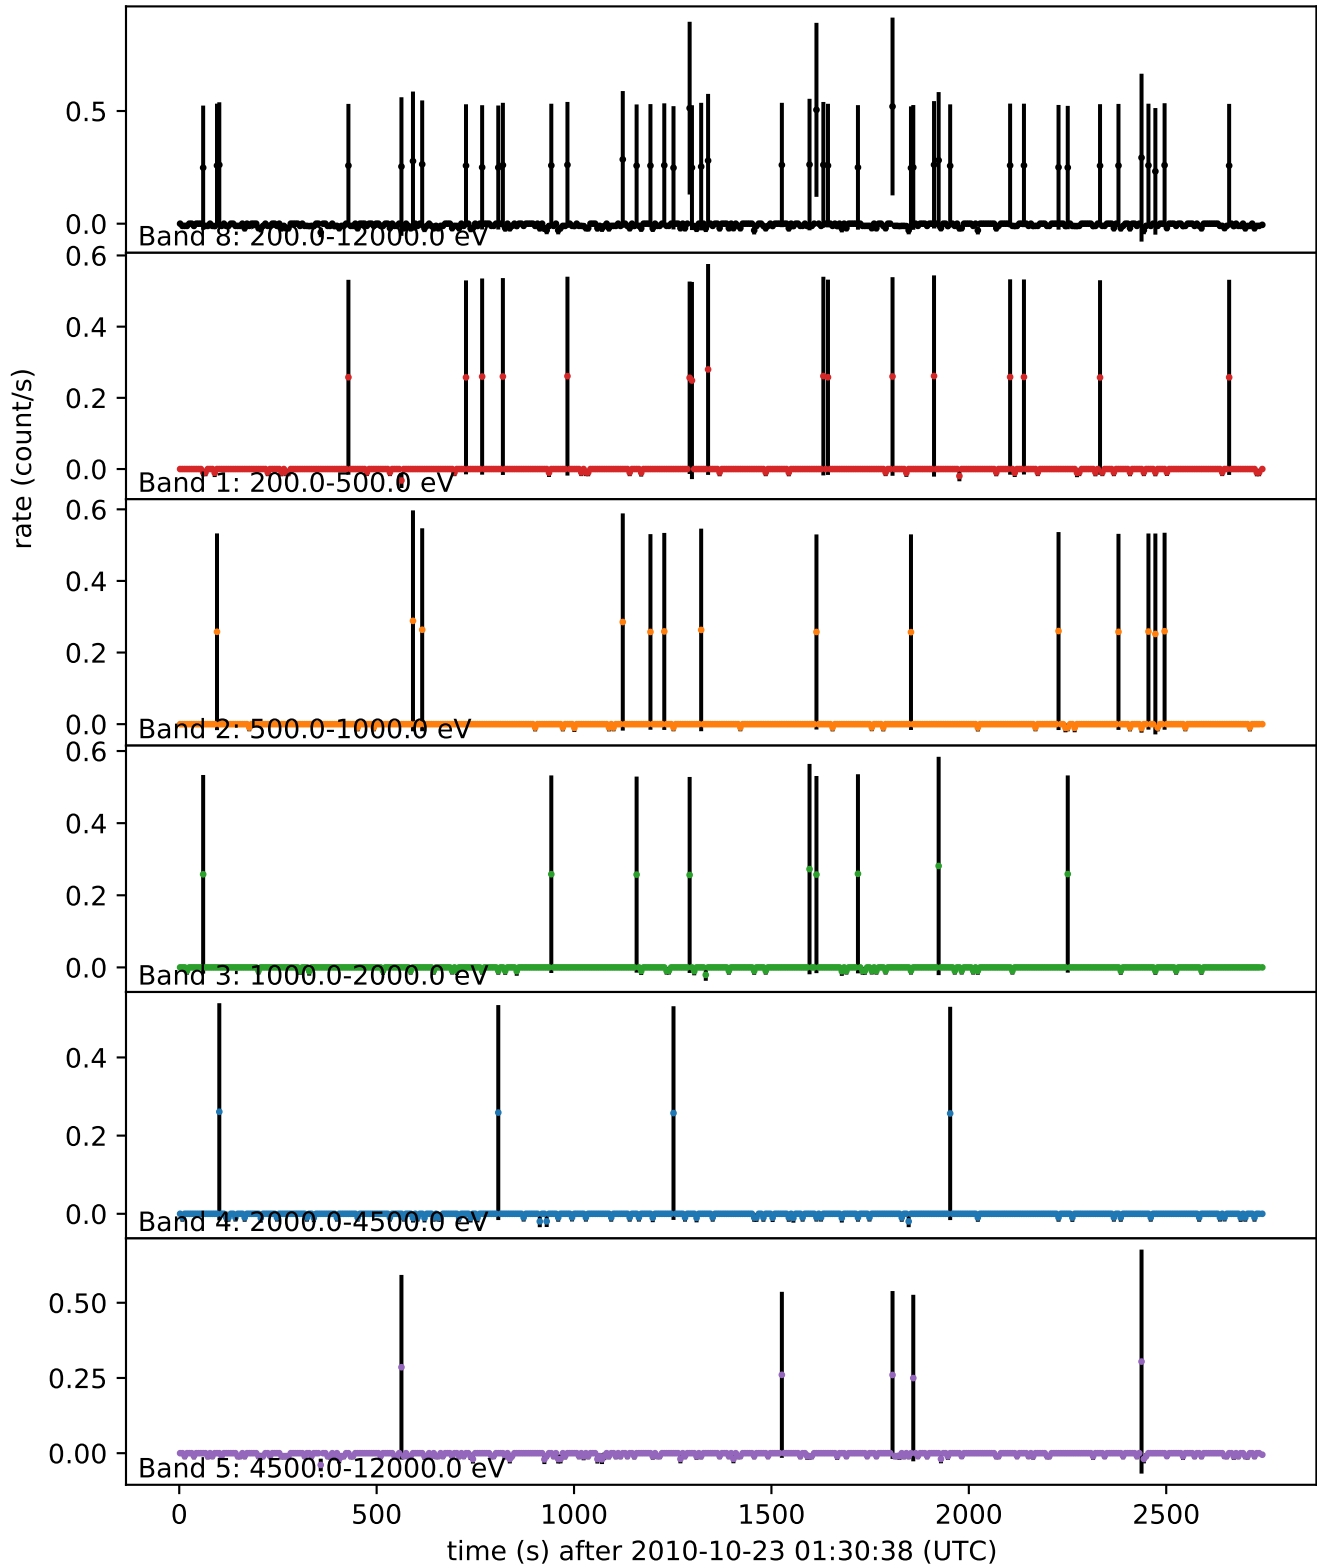 0.5
0.0
Band 8: 200.0-12000.0 eV
0.6
0.4
0.2
0.0
Band 1: 200.0-500.0 eV
rate (count/s)
0.6
0.4
0.2
0.0
Band 2: 500.0-1000.0 eV
0.6
0.4
0.2
0.0
Band 3: 1000.0-2000.0 eV
0.4
0.2
0.0
Band 4: 2000.0-4500.0 eV
0.50
0.25
0.00
Band 5: 4500.0-12000.0 eV
0 500 1000 1500 2000 2500
time (s) after 2010-10-23 01:30:38 (UTC)